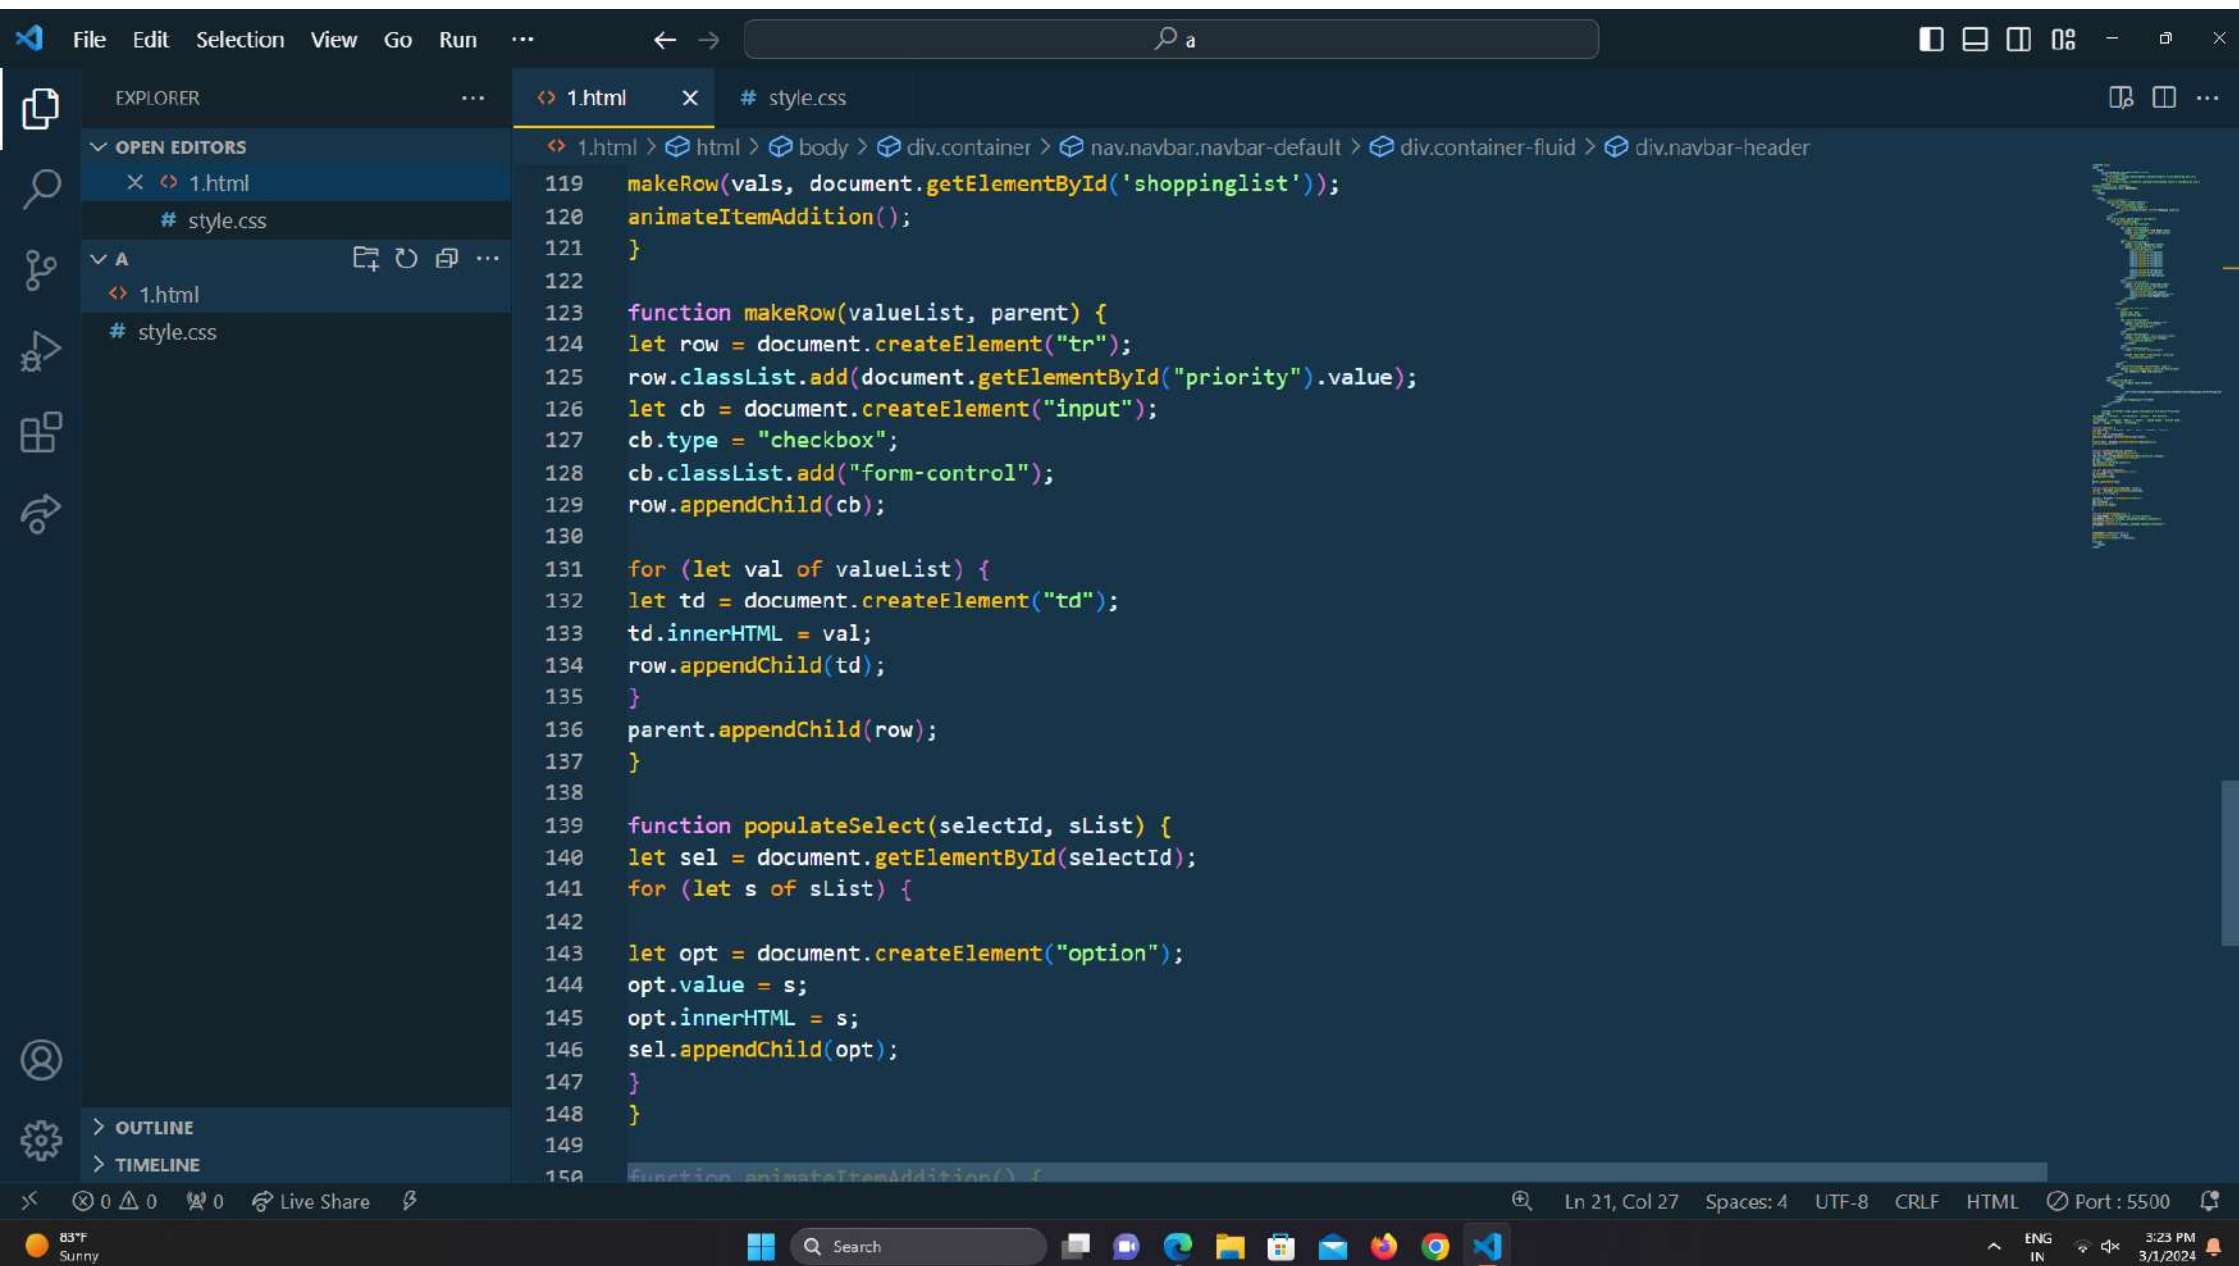 File Edit Selection View Go Run ...
a
EXPLORER
OPEN EDITORS
1.html
# style.css
A
1.html
# style.css
OUTLINE
TIMELINE
1.html
# style.css
1.html > html > body > div.container > nav.navbar.navbar-default > div.container-fluid > div.navbar-header
119 makeRow(vals, document.getElementById('shoppinglist'));
120 animateItemAddition();
121 }
122
123 function makeRow(valueList, parent) {
124 let row = document.createElement("tr");
125 row.classList.add(document.getElementById("priority").value);
126 let cb = document.createElement("input");
127 cb.type = "checkbox";
128 cb.classList.add("form-control");
129 row.appendChild(cb);
130
131 for (let val of valueList) {
132 let td = document.createElement("td");
133 td.innerHTML = val;
134 row.appendChild(td);
135 }
136 parent.appendChild(row);
137 }
138
139 function populateSelect(selectId, sList) {
140 let sel = document.getElementById(selectId);
141 for (let s of sList) {
142
143 let opt = document.createElement("option");
144 opt.value = s;
145 opt.innerHTML = s;
146 sel.appendChild(opt);
147 }
148 }
149
150 function animateItemAddition() {
0 0 0 Live Share
Ln 21, Col 27 Spaces: 4 UTF-8 CRLF HTML Port : 5500
83°F
Sunny
Search
ENG
IN
3:23 PM
3/1/2024